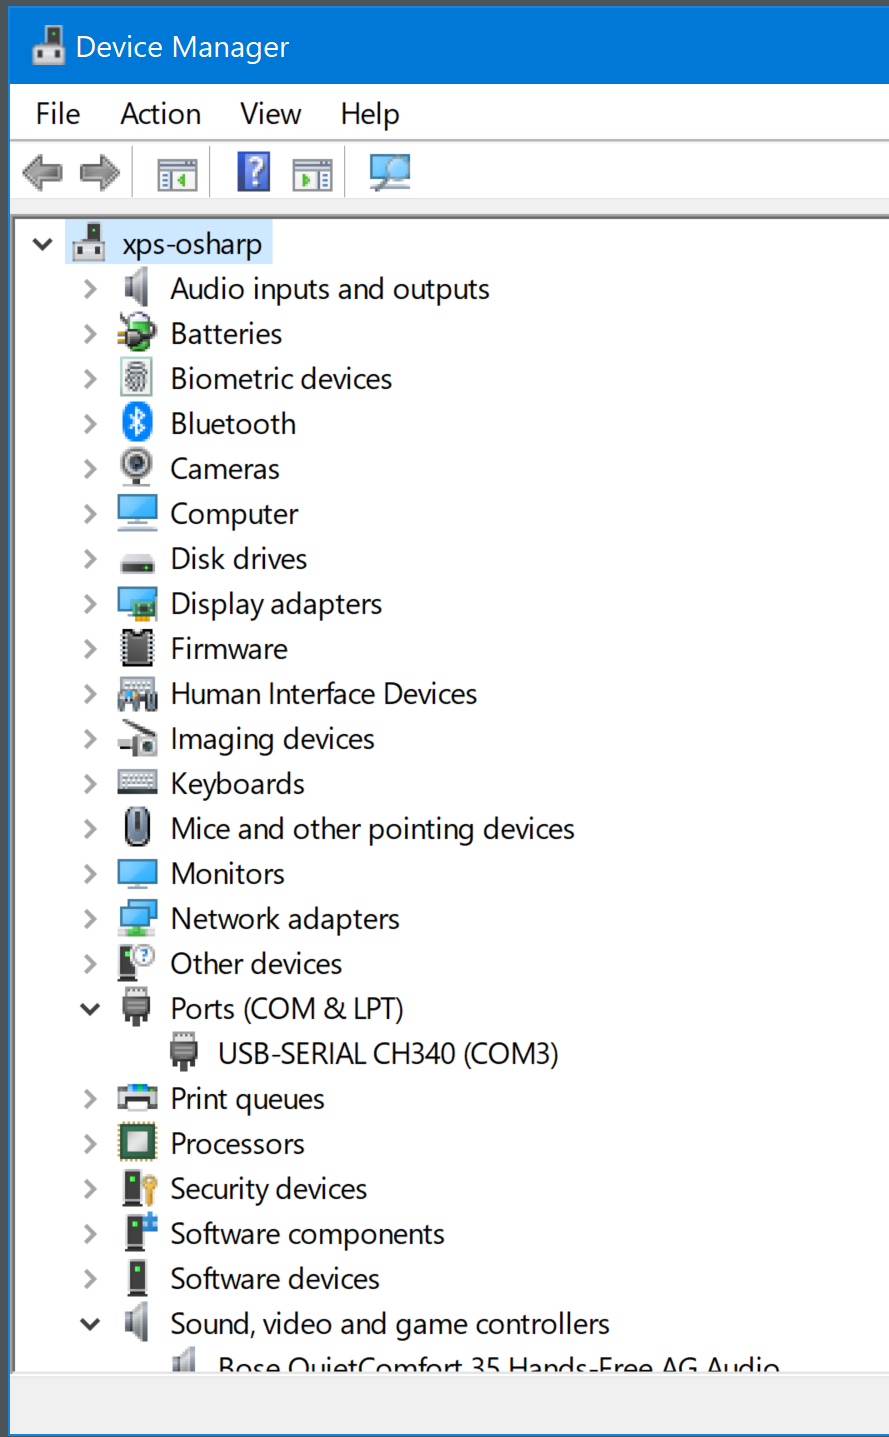 Device Manager
File Action View Help
xps-osharp
Audio inputs and outputs
Batteries
Biometric devices
Bluetooth
Cameras
Computer
Disk drives
Display adapters
Firmware
Human Interface Devices
Imaging devices
Keyboards
Mice and other pointing devices
Monitors
Network adapters
Other devices
Ports (COM & LPT)
USB-SERIAL CH340 (COM3)
Print queues
Processors
Security devices
Software components
Software devices
Sound, video and game controllers
Bose QuietComfort 35 Hands-Free AG Audio